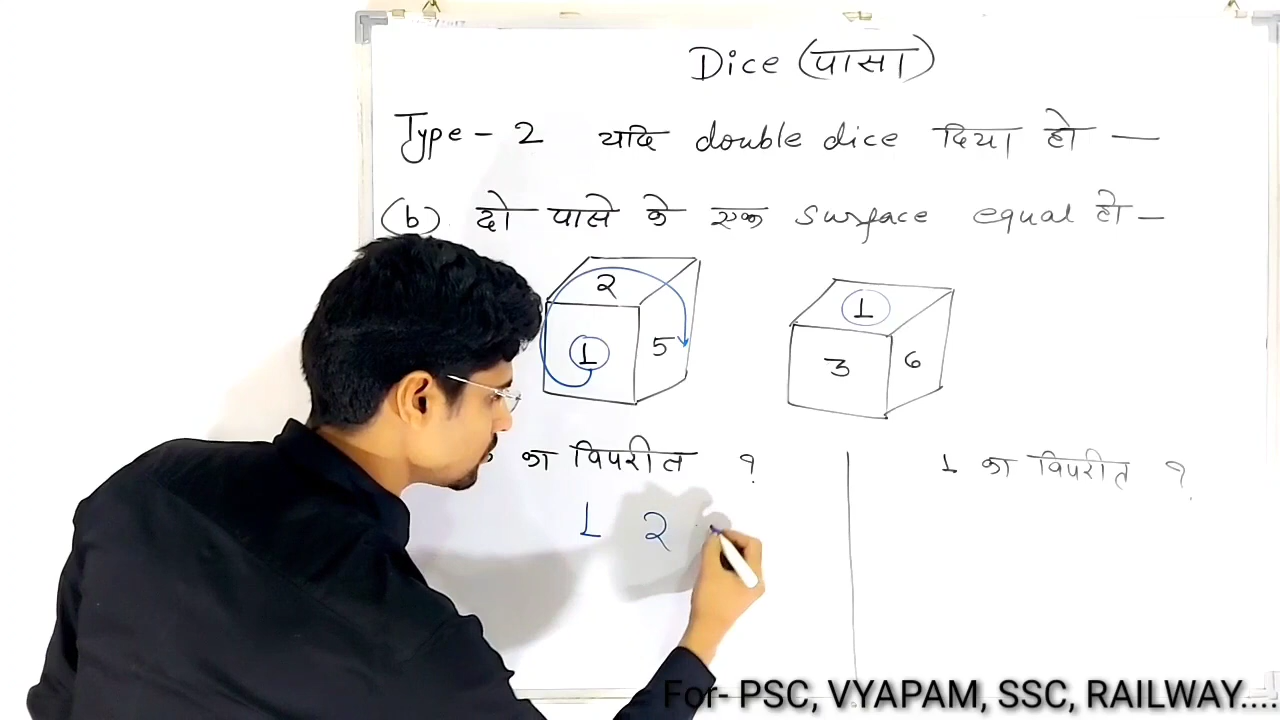 Dice (पासा)
Type - 2 यदि double dice दिया हो —
(b) दो पासे के एक surface equal हो —
2
1 5
1
3 6
का विपरीत ?
1 का विपरीत ?
1 2
For- PSC, VYAPAM, SSC, RAILWAY....